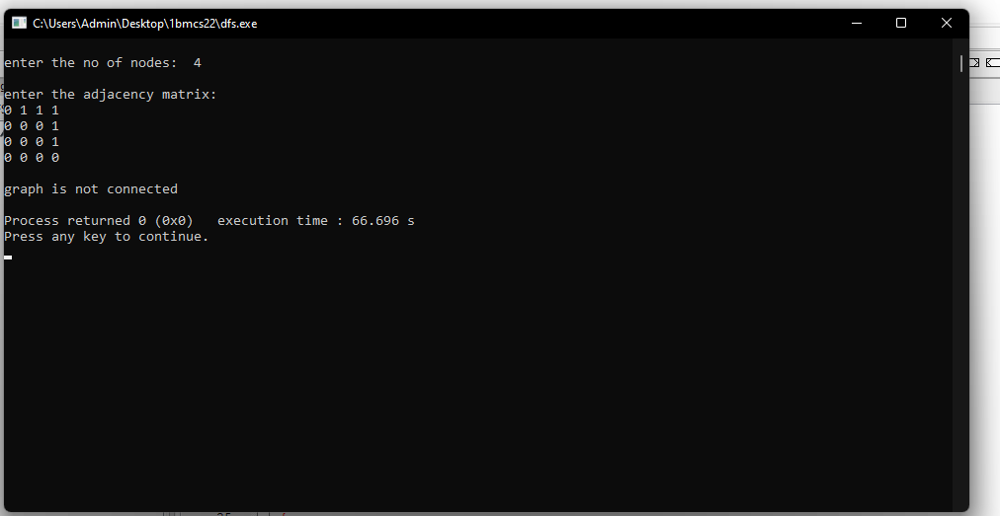 C:\Users\Admin\Desktop\1bmcs22\dfs.exe
enter the no of nodes:  4
enter the adjacency matrix:
0 1 1 1
0 0 0 1
0 0 0 1
0 0 0 0
graph is not connected
Process returned 0 (0x0)   execution time : 66.696 s
Press any key to continue.